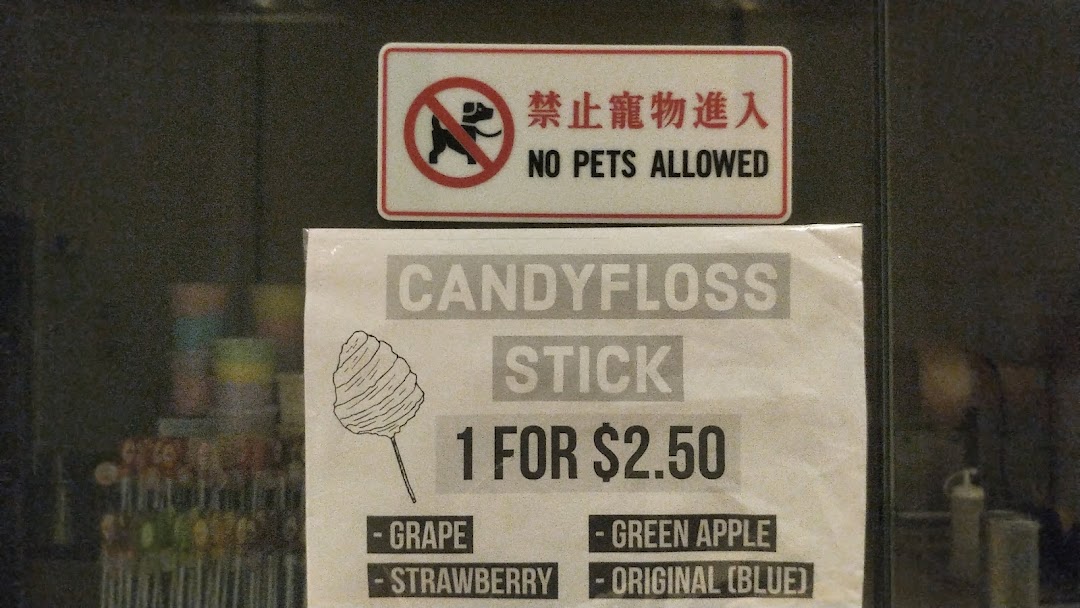 禁止寵物進入
NO PETS ALLOWED
CANDYFLOSS
STICK
1 FOR $2.50
- GRAPE
- GREEN APPLE
- STRAWBERRY
- ORIGINAL (BLUE)